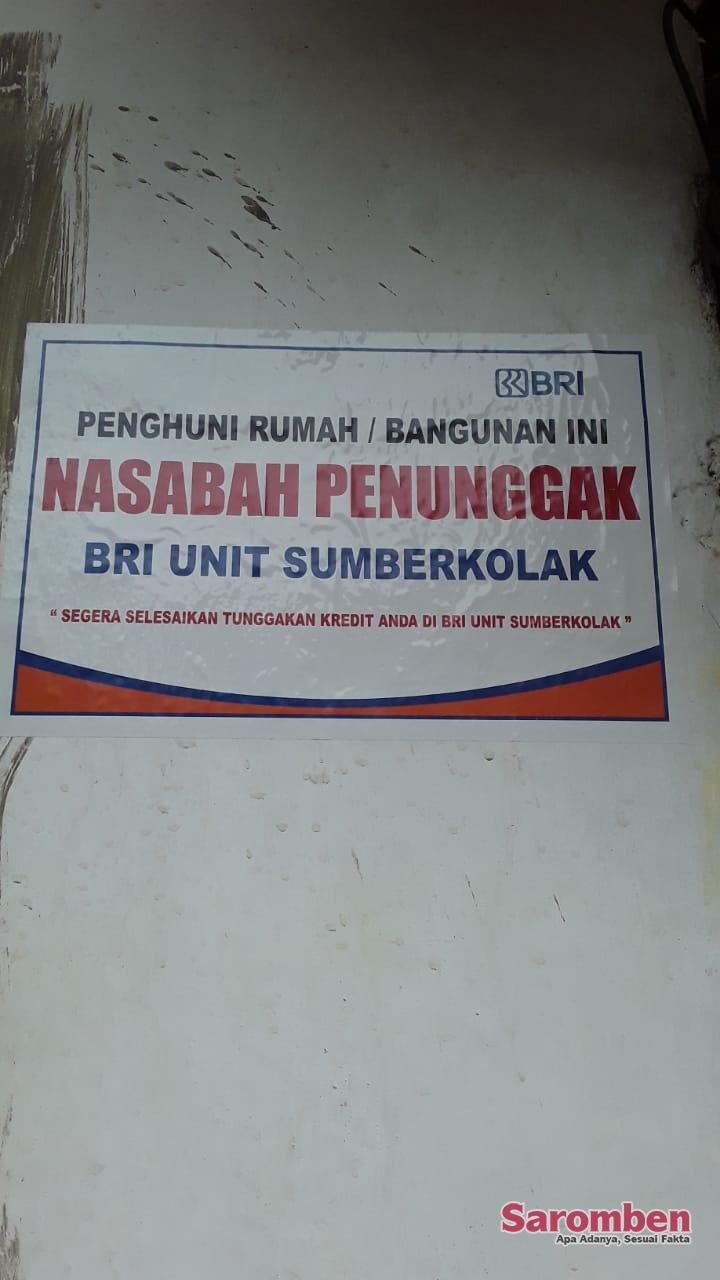 BRI
PENGHUNI RUMAH / BANGUNAN INI
NASABAH PENUNGGAK
BRI UNIT SUMBERKOLAK
“ SEGERA SELESAIKAN TUNGGAKAN KREDIT ANDA DI BRI UNIT SUMBERKOLAK ”
Saromben
Apa Adanya, Sesuai Fakta